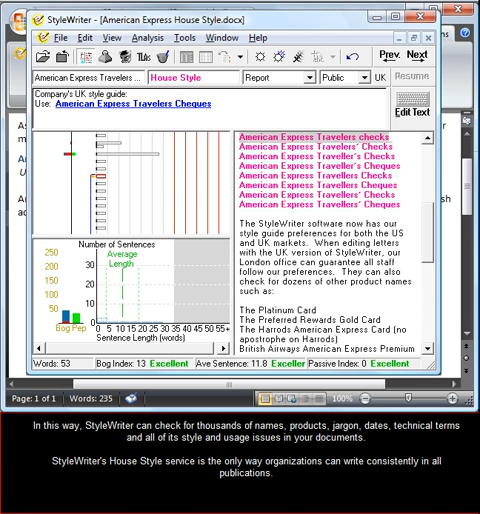 StyleWriter - [American Express House Style.docx]
File Edit View Analysis Tools Window Help
TLAs
Prev. Next
American Express Travelers ... House Style Report Public UK Resume
Company's UK style guide:
Use: American Express Travelers Cheques
Edit Text
American Express Travelers checks
American Express Travelers' Checks
American Express Traveller's Checks
American Express Traveller's Cheques
American Express Travellers Checks
American Express Travellers Cheques
American Express Travellers' Checks
American Express Travellers' Cheques
The StyleWriter software now has our
style guide preferences for both the US
and UK markets. When editing letters
with the UK version of StyleWriter, our
London office can guarantee all staff
follow our preferences. They can also
check for dozens of other product names
such as:
The Platinum Card
The Preferred Rewards Gold Card
The Harrods American Express Card (no
apostrophe on Harrods)
British Airways American Express Premium
Number of Sentences
Average
Length
250
200
150
100
50
30
20
10
0
Bog Pep
0 5 10 15 20 25 30 35 40 45 50 55+
Sentence Length (words)
Words: 53 Bog Index: 13 Excellent Ave Sentence: 11.8 Exceller Passive Index: 0 Excellent
Page: 1 of 1 Words: 235 100%
In this way, StyleWriter can check for thousands of names, products, jargon, dates, technical terms
and all of its style and usage issues in your documents.
StyleWriter's House Style service is the only way organizations can write consistently in all
publications.